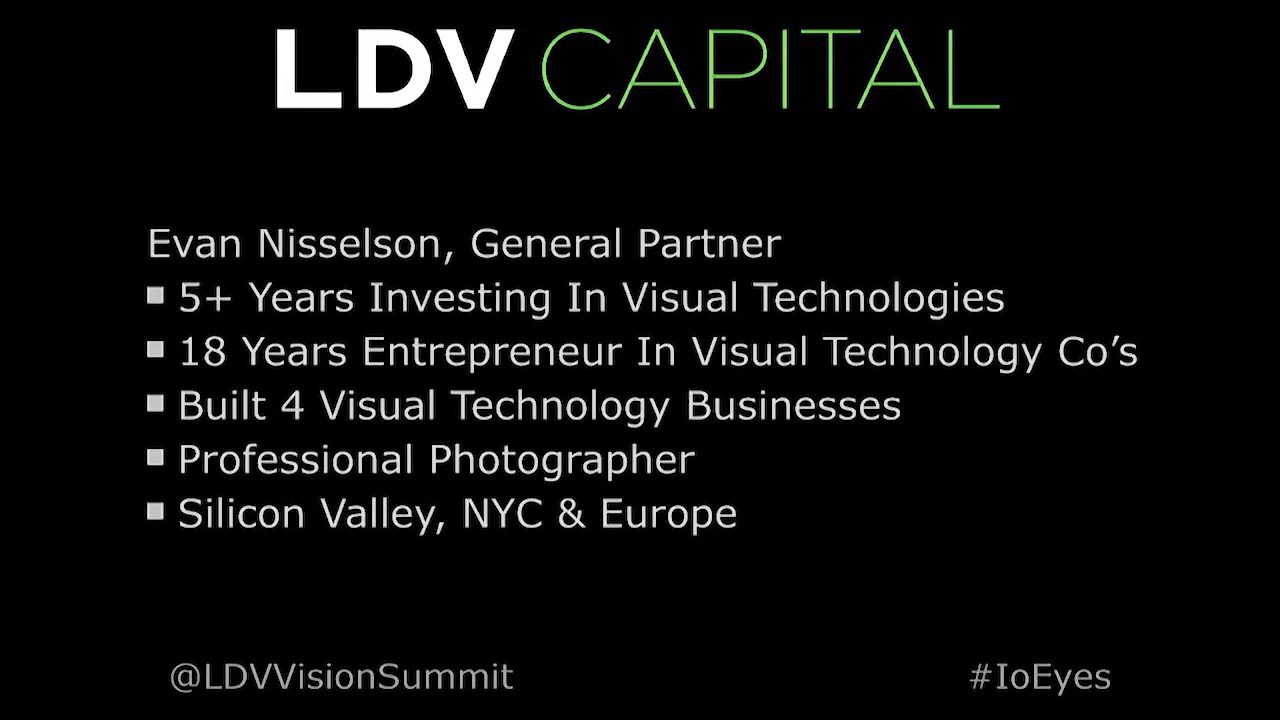 LDV CAPITAL
Evan Nisselson, General Partner
▪ 5+ Years Investing In Visual Technologies
▪ 18 Years Entrepreneur In Visual Technology Co’s
▪ Built 4 Visual Technology Businesses
▪ Professional Photographer
▪ Silicon Valley, NYC & Europe
@LDVVisionSummit
#IoEyes